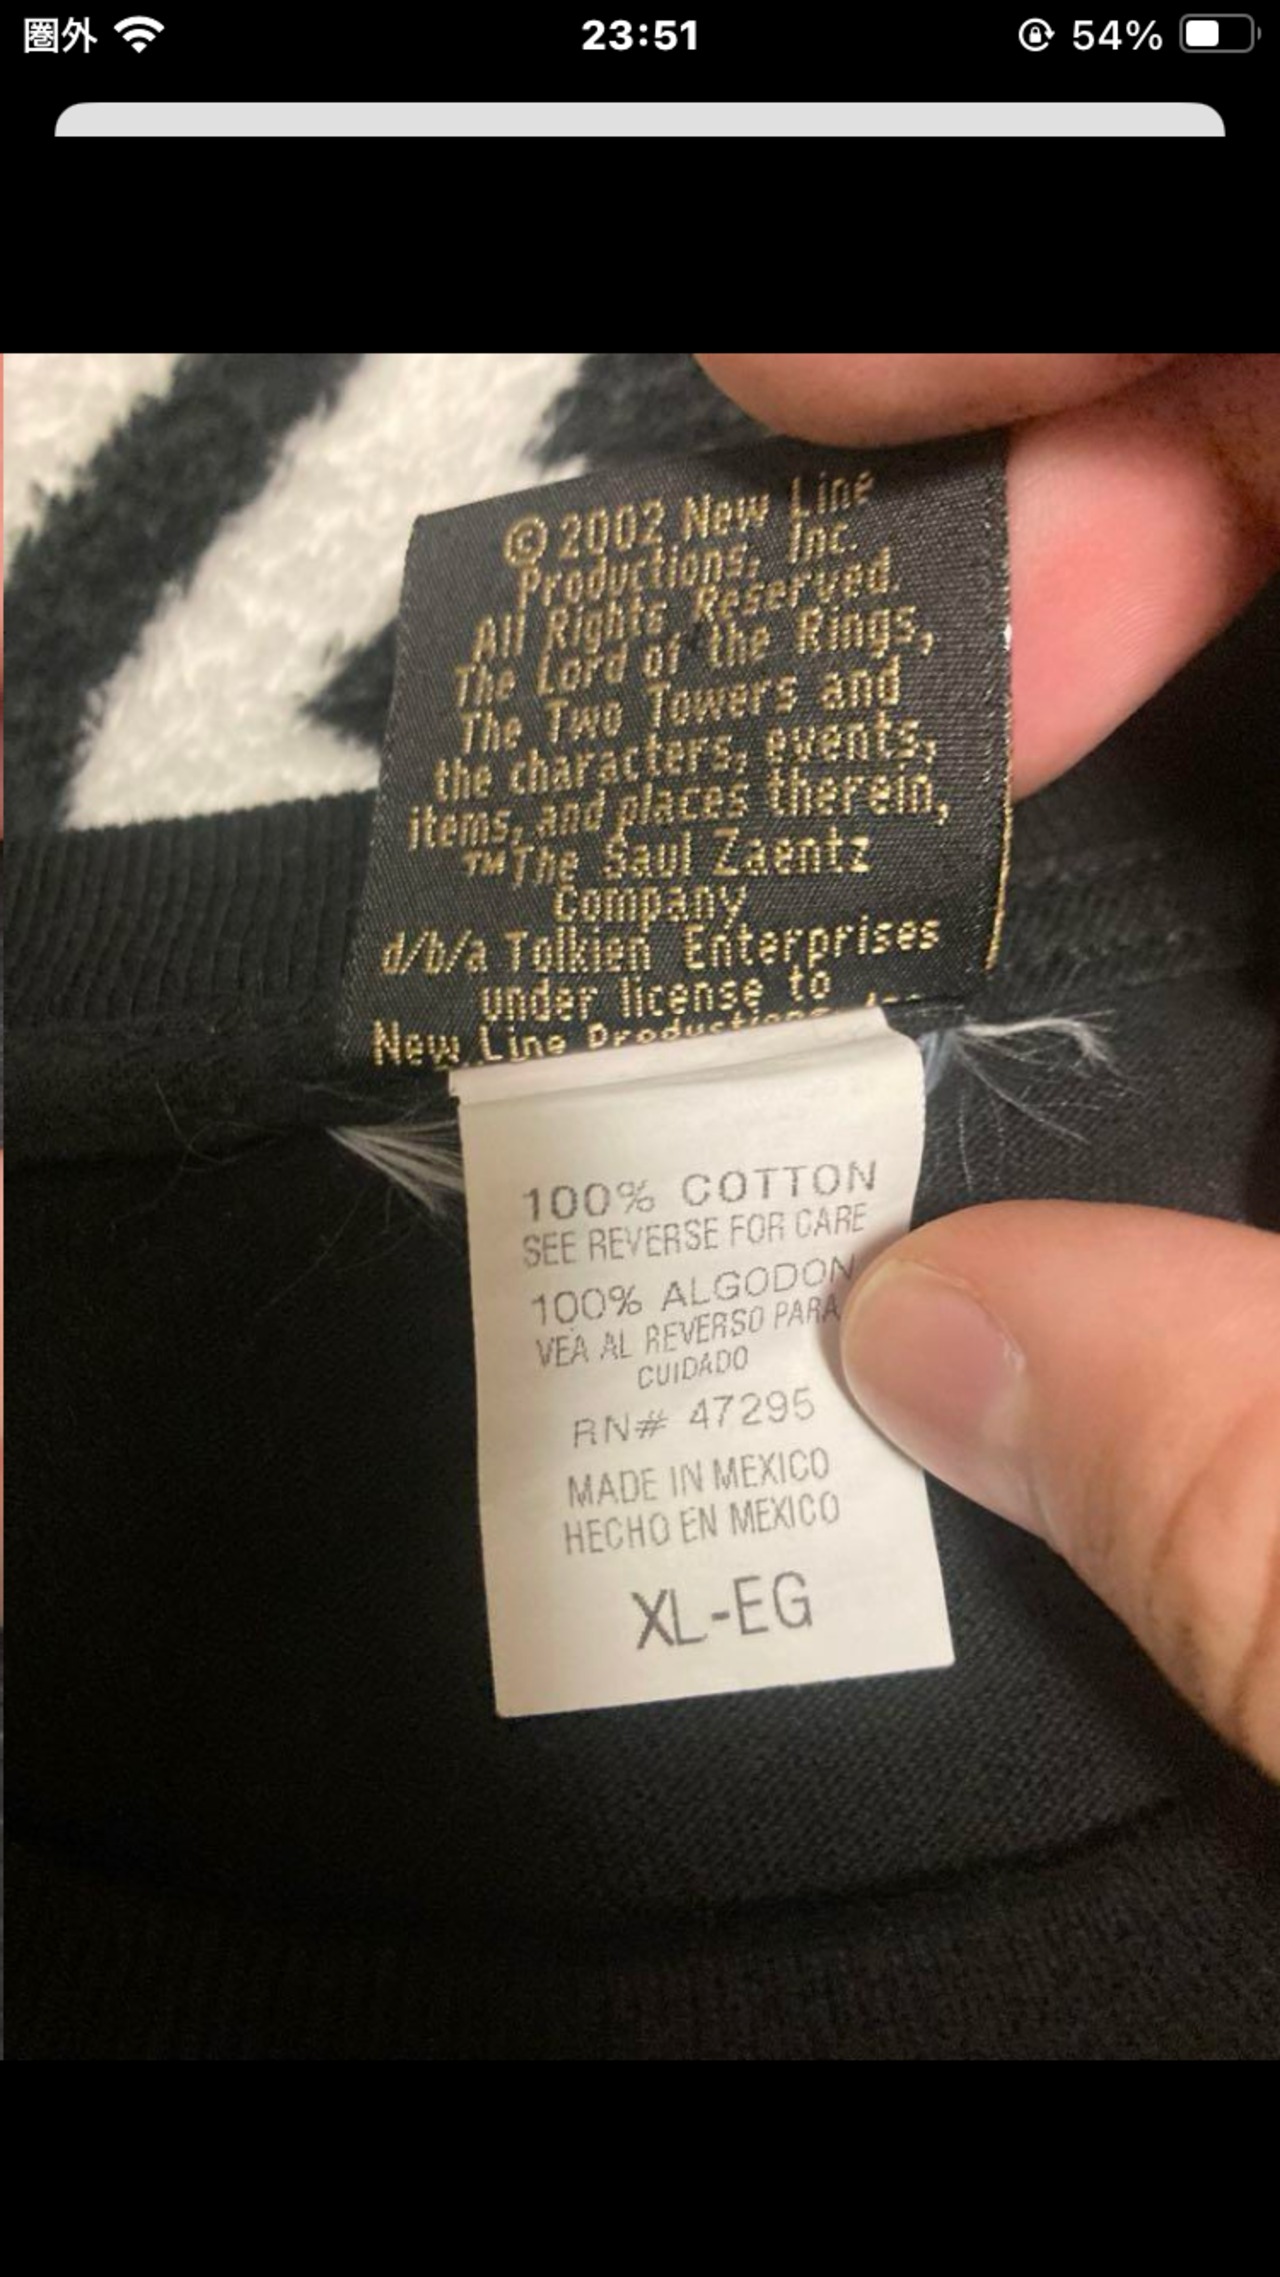 圏外
23:51
54%
© 2002 New Line
Productions, Inc.
All Rights Reserved.
The Lord of the Rings,
The Two Towers and
the characters, events,
items, and places therein,
™The Saul Zaentz
Company
d/b/a Tolkien Enterprises
under license to
New Line Productions,
100% COTTON
SEE REVERSE FOR CARE
100% ALGODON
VEA AL REVERSO PARA
CUIDADO
RN# 47295
MADE IN MEXICO
HECHO EN MEXICO
XL-EG